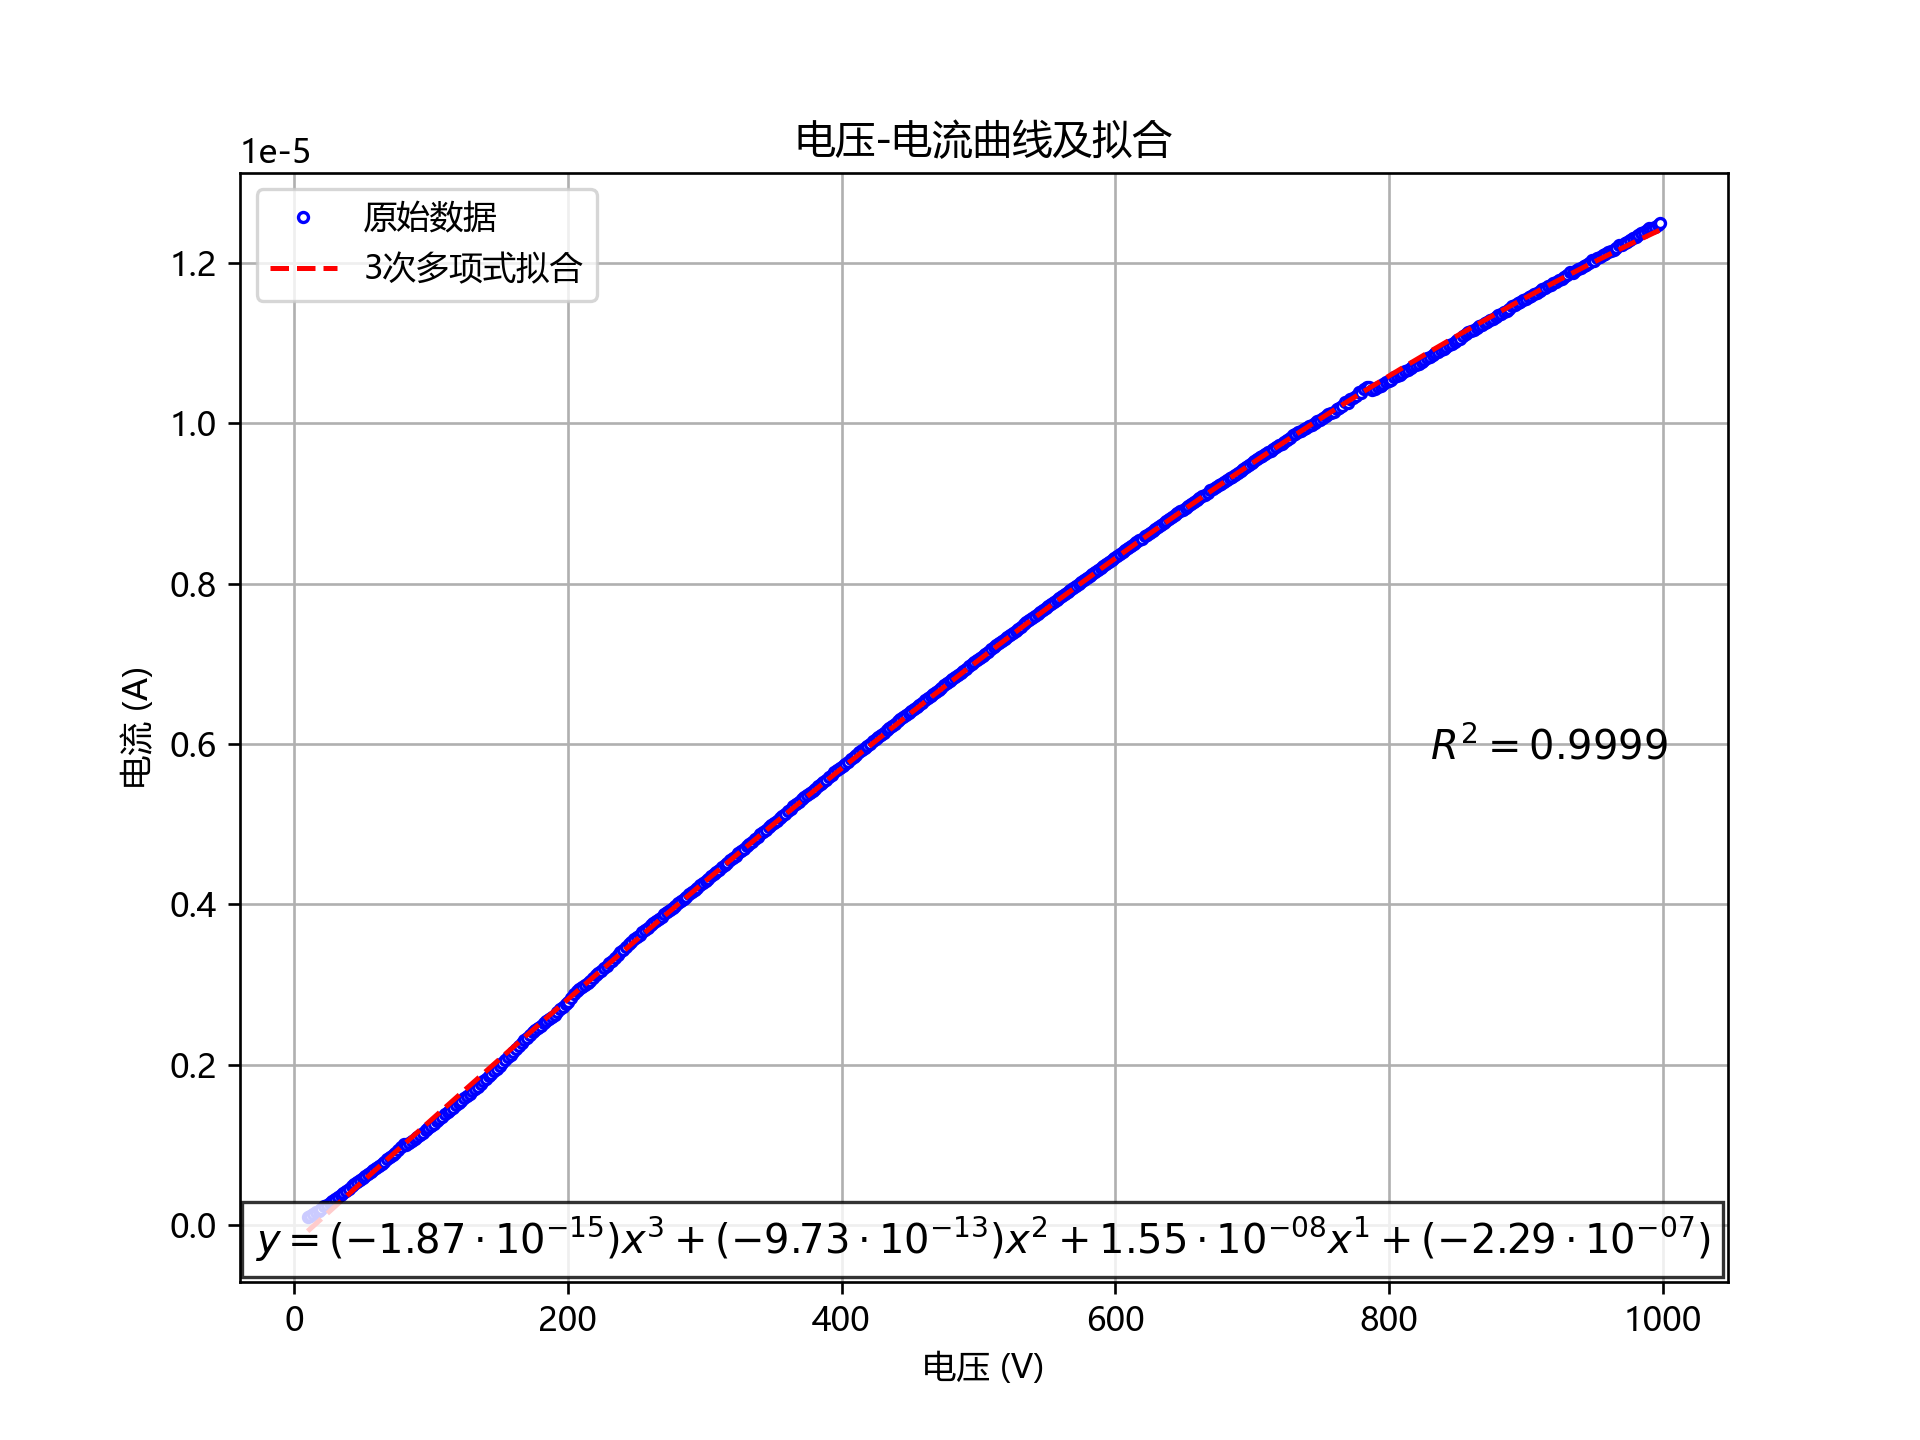 电压-电流曲线及拟合
1e-5
原始数据
3次多项式拟合
1.2
1.0
0.8
0.6
0.4
0.2
0.0
电流 (A)
R² = 0.9999
y = (−1.87 · 10⁻¹⁵)x³ + (−9.73 · 10⁻¹³)x² + 1.55 · 10⁻⁰⁸x¹ + (−2.29 · 10⁻⁰⁷)
0 200 400 600 800 1000
电压 (V)